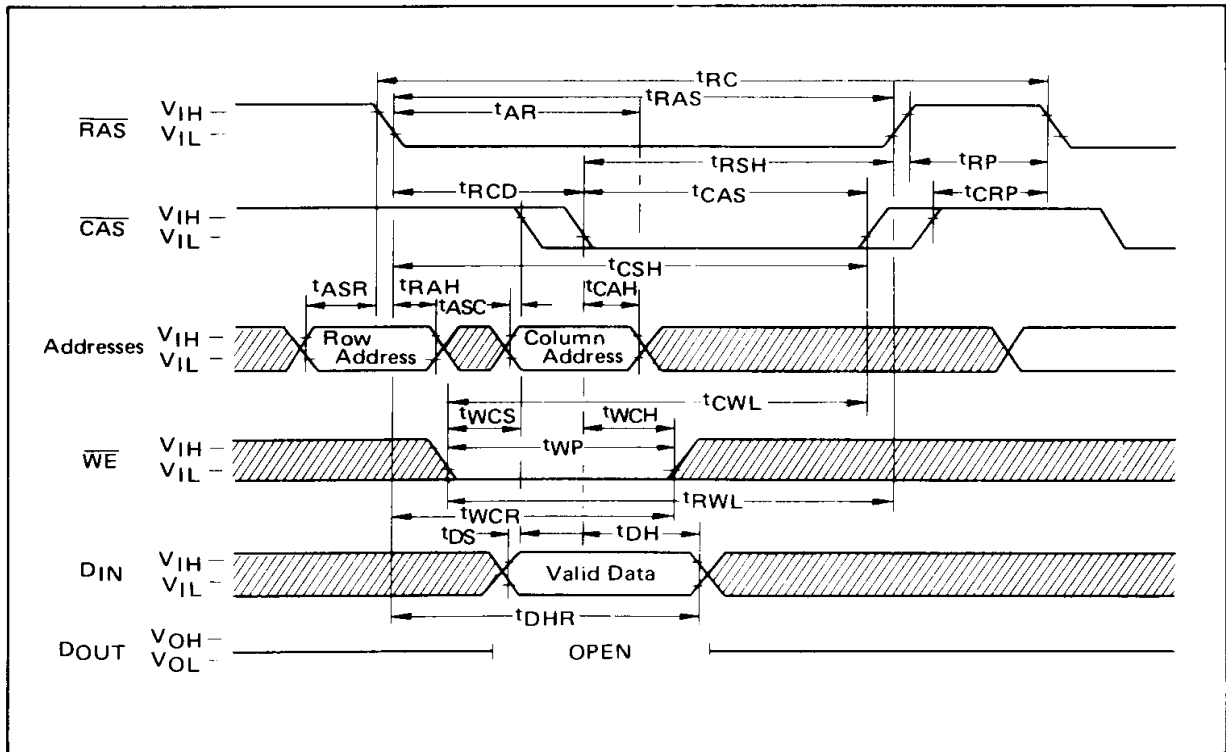 tRC
tRAS
tAR
RAS VIH
VIL
tRSH
tRP
tRCD
tCAS
tCRP
CAS VIH
VIL
tCSH
tASR
tRAH
tASC
tCAH
Addresses VIH
VIL
Row Address
Column Address
tCWL
tWCS
tWCH
tWP
WE VIH
VIL
tRWL
tWCR
tDS
tDH
DIN VIH
VIL
Valid Data
tDHR
DOUT VOH
VOL
OPEN